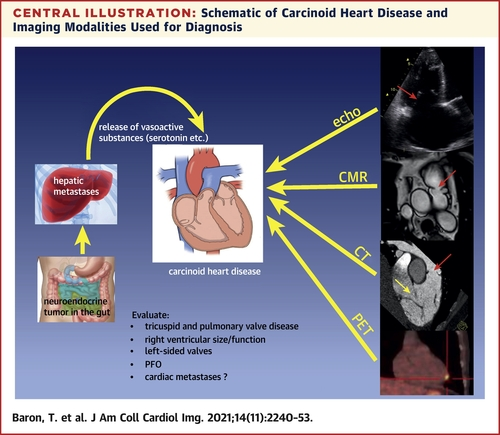 CENTRAL ILLUSTRATION: Schematic of Carcinoid Heart Disease and
Imaging Modalities Used for Diagnosis
release of vasoactive
substances (serotonin etc.)
hepatic
metastases
neuroendocrine
tumor in the gut
carcinoid heart disease
echo
CMR
CT
PET
Evaluate:
• tricuspid and pulmonary valve disease
• right ventricular size/function
• left-sided valves
• PFO
• cardiac metastases ?
Baron, T. et al. J Am Coll Cardiol Img. 2021;14(11):2240–53.